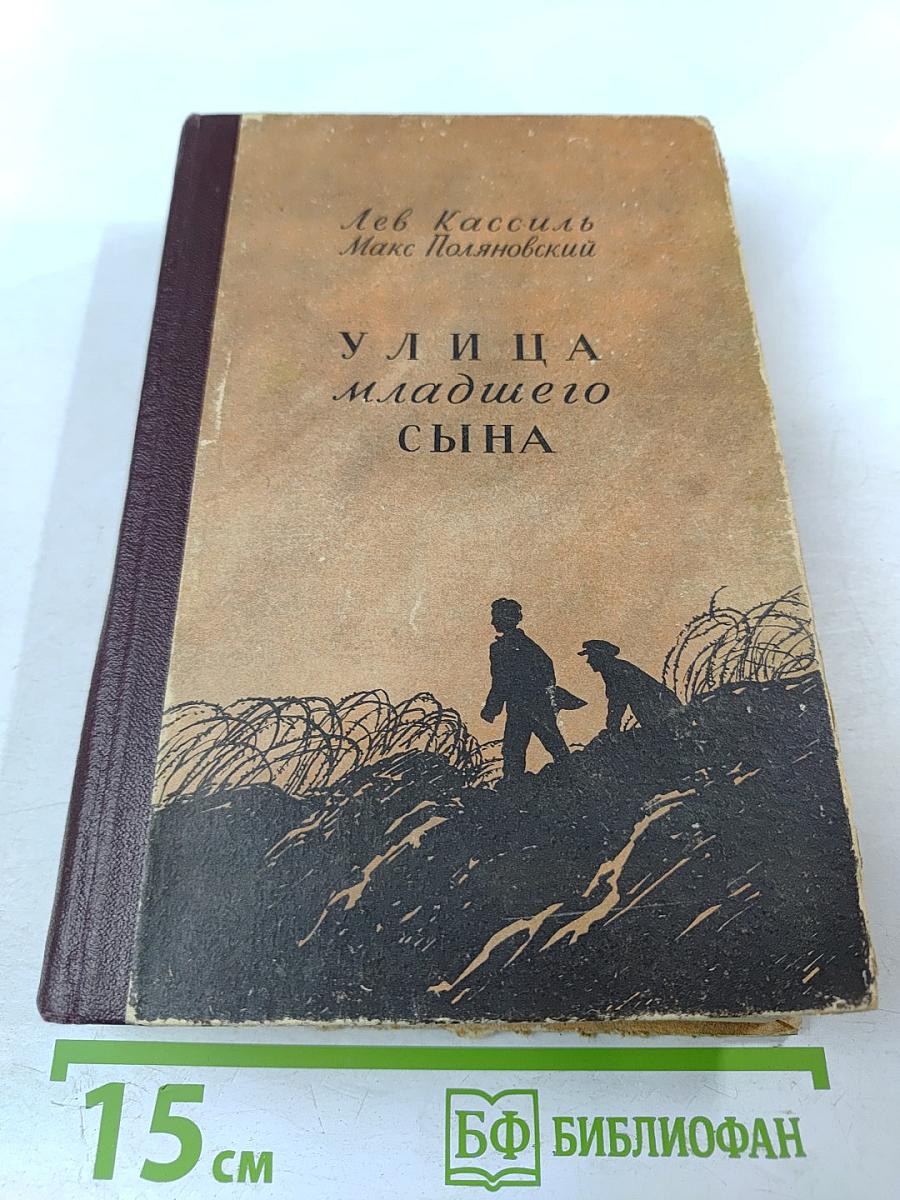 Лев Кассиль
Макс Поляновский
УЛИЦА
младшего
СЫНА
15 см
БФ БИБЛИОФАН